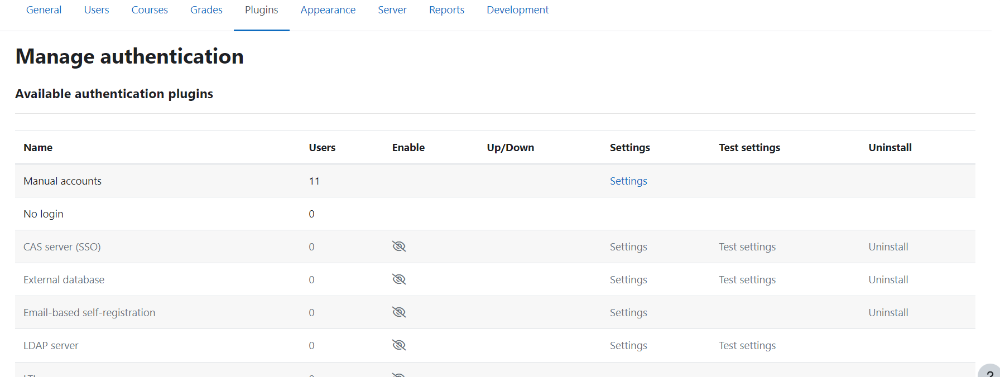 General Users Courses Grades Plugins Appearance Server Reports Development
Manage authentication
Available authentication plugins
Name Users Enable Up/Down Settings Test settings Uninstall
Manual accounts 11 Settings
No login 0
CAS server (SSO) 0 Settings Test settings Uninstall
External database 0 Settings Test settings Uninstall
Email-based self-registration 0 Settings Uninstall
LDAP server 0 Settings Test settings
?